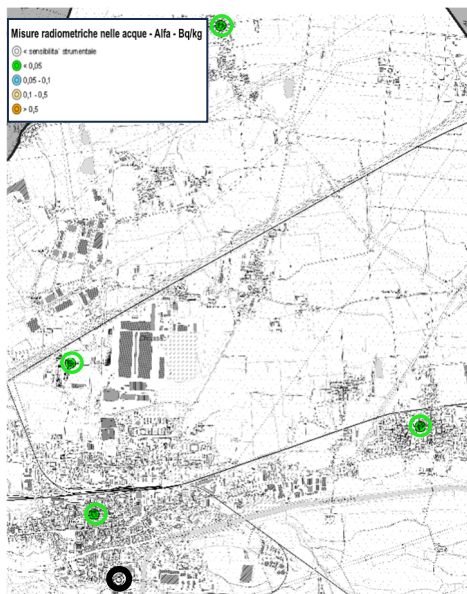 Misure radiometriche nelle acque - Alfa - Bq/kg
< sensibilita` strumentale
< 0,05
0,05 - 0,1
0,1 - 0,5
> 0,5